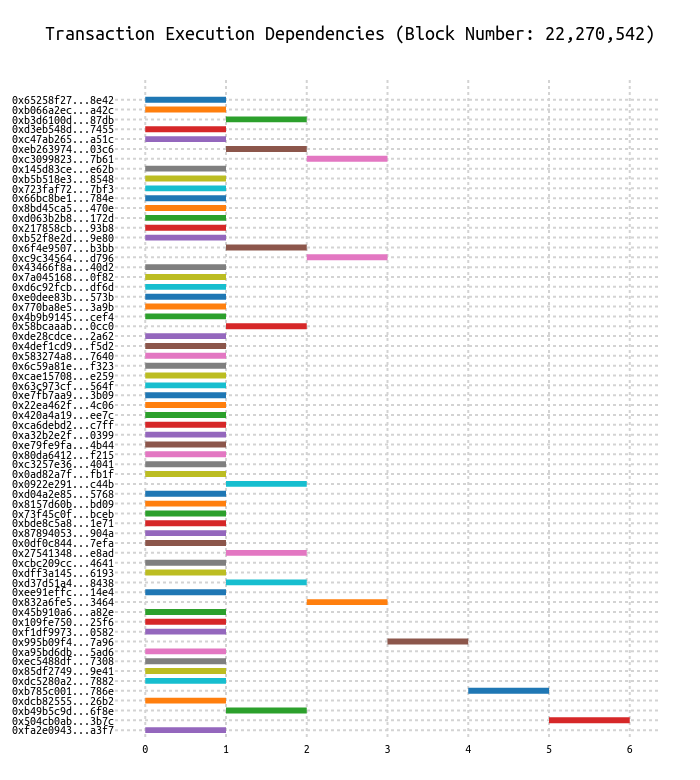 Transaction Execution Dependencies (Block Number: 22,270,542)
0x65258f27...8e42
0xb066a2ec...a42c
0xb3d6100d...87db
0xd3eb548d...7455
0xc47ab265...a51c
0xeb263974...03c6
0xc3099823...7b61
0x145d83ce...e62b
0xb5b518e3...8548
0x723faf72...7bf3
0x66bc8be1...784e
0x8bd45ca5...470e
0xd063b2b8...172d
0x217858cb...93b8
0xb52f8e2d...9e80
0x6f4e9507...b3bb
0xc9c34564...d796
0x43466f8a...40d2
0x7a045168...0f82
0xd6c92fcb...df6d
0xe0dee83b...573b
0x770ba8e5...3a9b
0x4b9b9145...cef4
0x58bcaaab...0cc0
0xde28cdce...2a62
0x4def1cd9...f5d2
0x583274a8...7640
0x6c59a81e...f323
0xcae15708...e259
0x63c973cf...564f
0xe7fb7aa9...3b09
0x22ea462f...4c06
0x420a4a19...ee7c
0xca6debd2...c7ff
0xa32b2e2f...0399
0xe79fe9fa...4b44
0x80da6412...f215
0xc3257e36...4041
0x0ad82a7f...fb1f
0x0922e291...c44b
0xd04a2e85...5768
0x8157d60b...bd09
0x73f45c0f...bceb
0xbde8c5a8...1e71
0x87894053...904a
0x0df0c844...7efa
0x27541348...e8ad
0xcbc209cc...4641
0xdff3a145...6193
0xd37d51a4...8438
0xee91effc...14e4
0x832a6fe5...3464
0x45b910a6...a82e
0x109fe750...25f6
0xf1df9973...0582
0x995b09f4...7a96
0xa95bd6db...5ad6
0xec5488df...7308
0x85df2749...9e41
0xdc5280a2...7882
0xb785c001...786e
0xdcb82555...26b2
0xb49b5c9d...6f8e
0x504cb0ab...3b7c
0xfa2e0943...a3f7
0 1 2 3 4 5 6